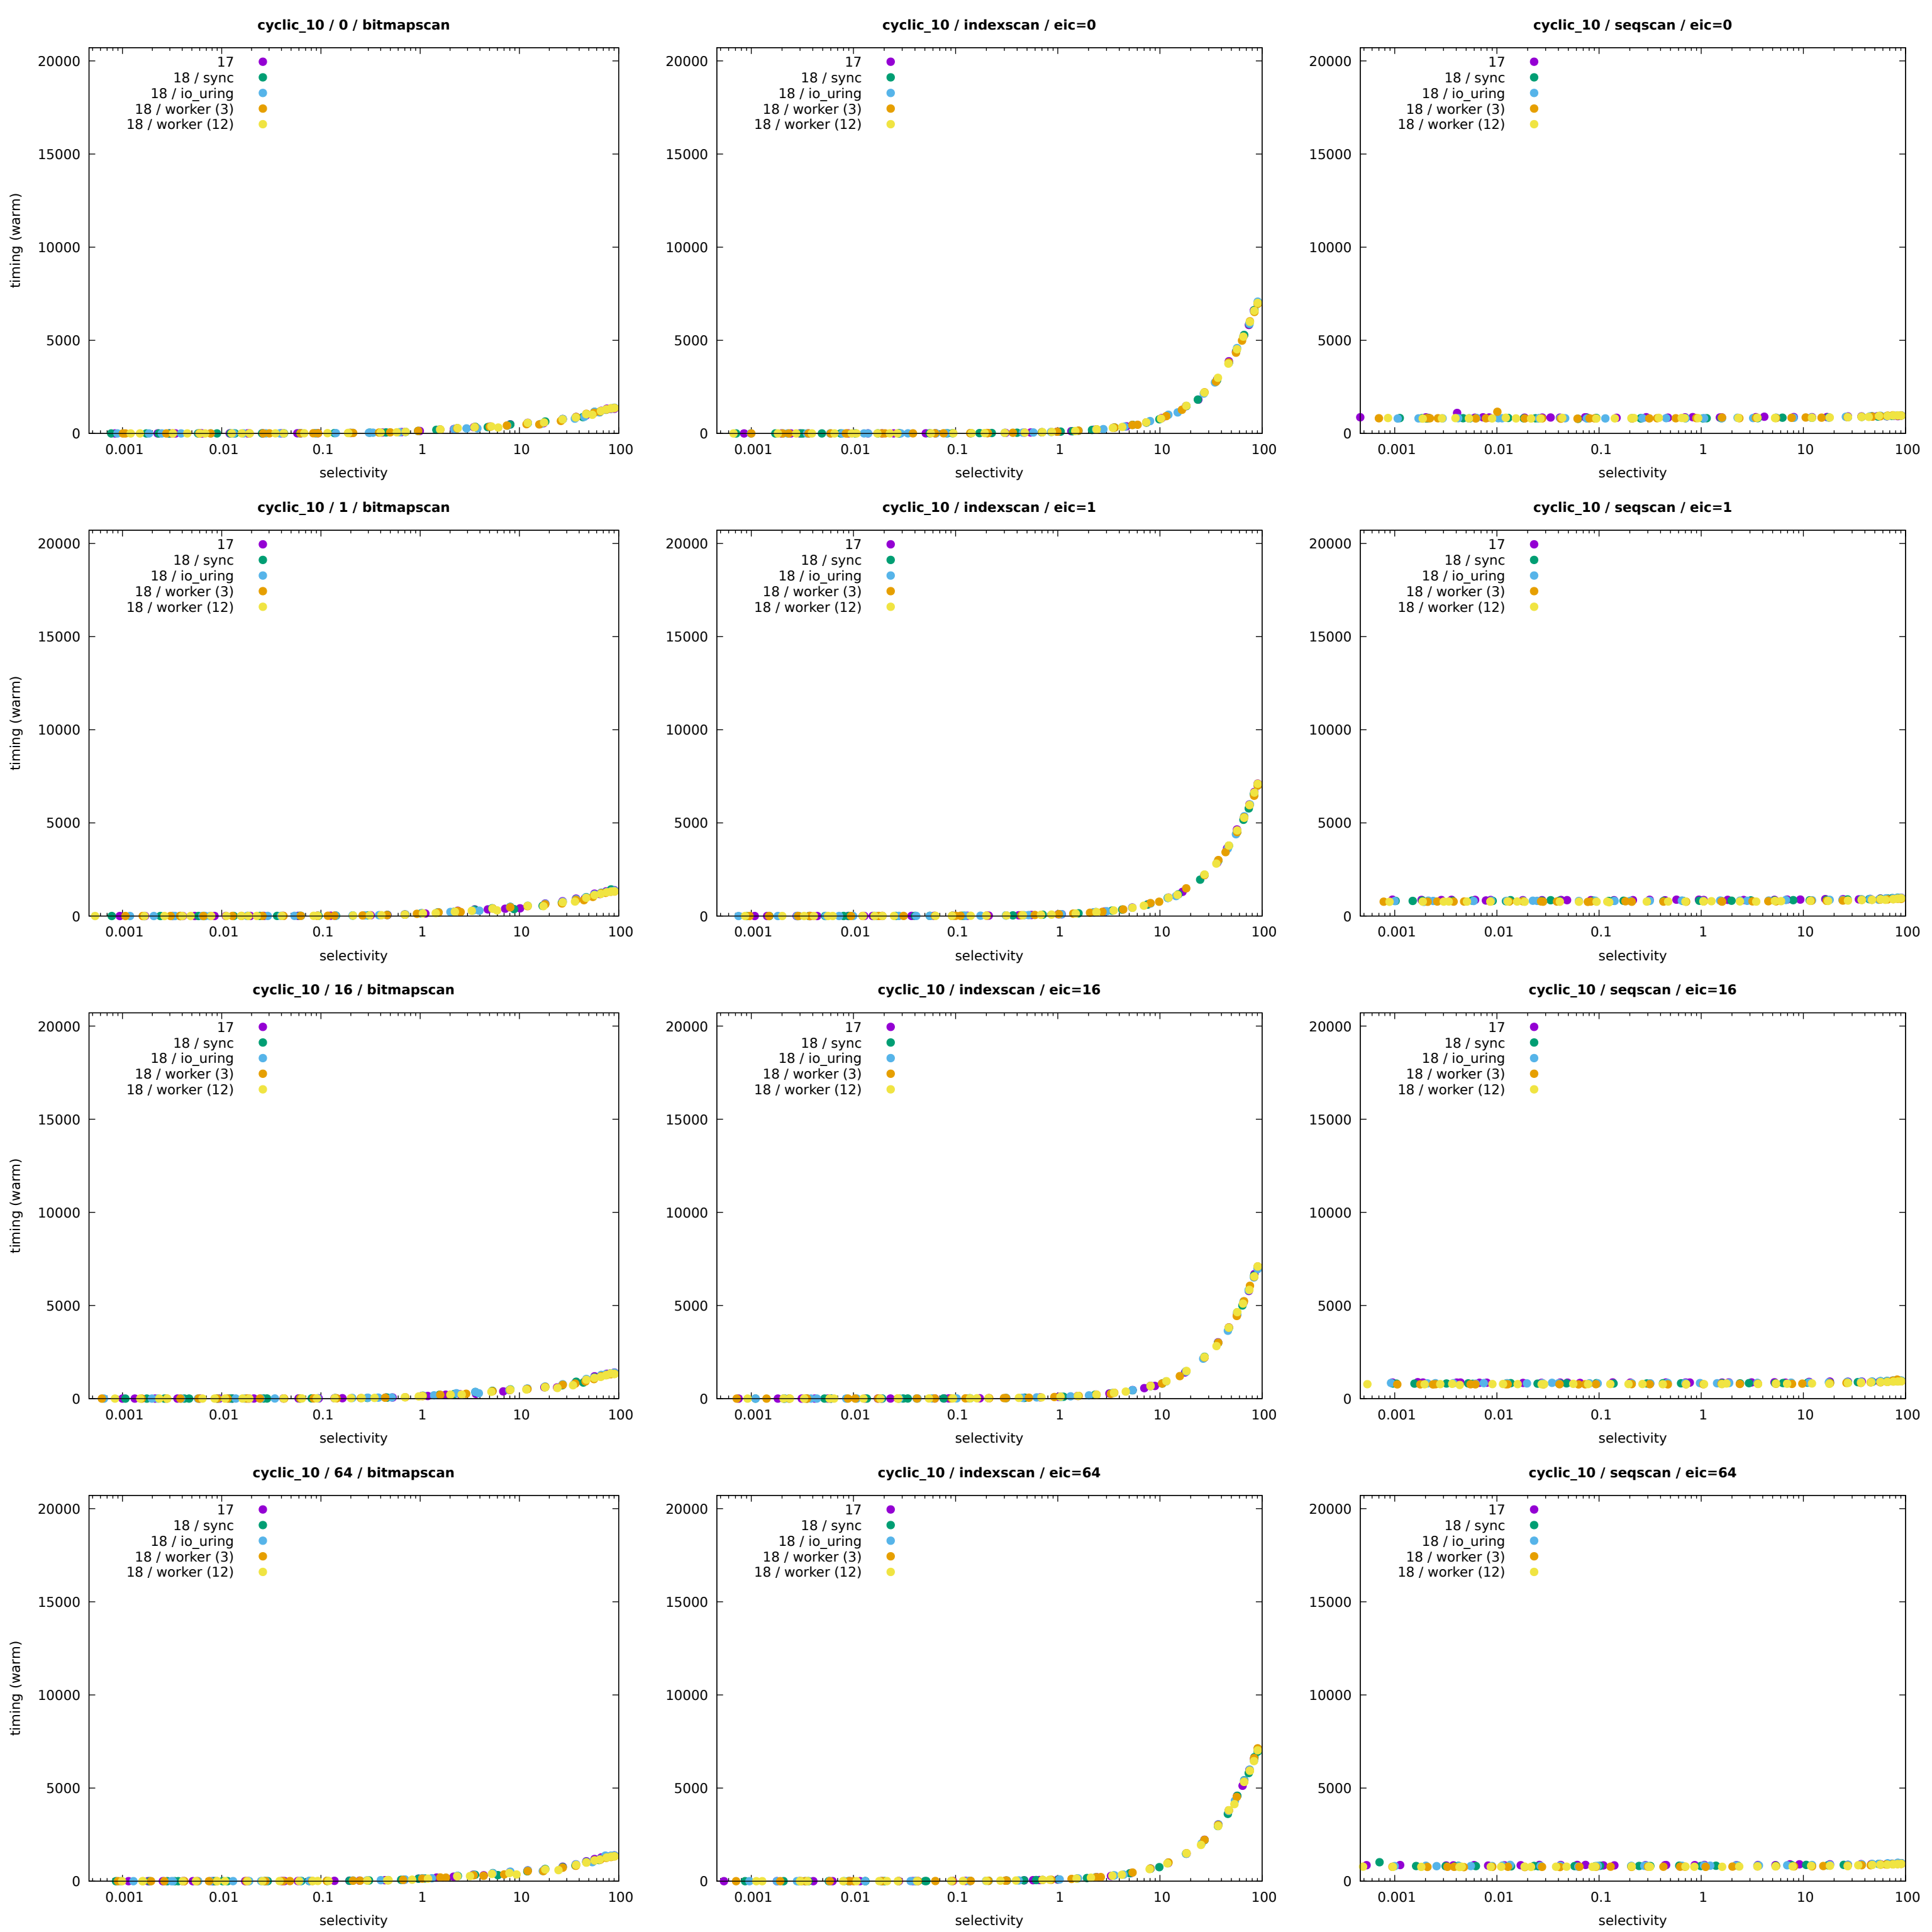 cyclic_10 / 0 / bitmapscan
20000
15000
10000
5000
0
timing (warm)
17
18 / sync
18 / io_uring
18 / worker (3)
18 / worker (12)
0.001 0.01 0.1 1 10 100
selectivity
cyclic_10 / indexscan / eic=0
20000
15000
10000
5000
0
17
18 / sync
18 / io_uring
18 / worker (3)
18 / worker (12)
0.001 0.01 0.1 1 10 100
selectivity
cyclic_10 / seqscan / eic=0
20000
15000
10000
5000
0
17
18 / sync
18 / io_uring
18 / worker (3)
18 / worker (12)
0.001 0.01 0.1 1 10 100
selectivity
cyclic_10 / 1 / bitmapscan
20000
15000
10000
5000
0
timing (warm)
17
18 / sync
18 / io_uring
18 / worker (3)
18 / worker (12)
0.001 0.01 0.1 1 10 100
selectivity
cyclic_10 / indexscan / eic=1
20000
15000
10000
5000
0
17
18 / sync
18 / io_uring
18 / worker (3)
18 / worker (12)
0.001 0.01 0.1 1 10 100
selectivity
cyclic_10 / seqscan / eic=1
20000
15000
10000
5000
0
17
18 / sync
18 / io_uring
18 / worker (3)
18 / worker (12)
0.001 0.01 0.1 1 10 100
selectivity
cyclic_10 / 16 / bitmapscan
20000
15000
10000
5000
0
timing (warm)
17
18 / sync
18 / io_uring
18 / worker (3)
18 / worker (12)
0.001 0.01 0.1 1 10 100
selectivity
cyclic_10 / indexscan / eic=16
20000
15000
10000
5000
0
17
18 / sync
18 / io_uring
18 / worker (3)
18 / worker (12)
0.001 0.01 0.1 1 10 100
selectivity
cyclic_10 / seqscan / eic=16
20000
15000
10000
5000
0
17
18 / sync
18 / io_uring
18 / worker (3)
18 / worker (12)
0.001 0.01 0.1 1 10 100
selectivity
cyclic_10 / 64 / bitmapscan
20000
15000
10000
5000
0
timing (warm)
17
18 / sync
18 / io_uring
18 / worker (3)
18 / worker (12)
0.001 0.01 0.1 1 10 100
selectivity
cyclic_10 / indexscan / eic=64
20000
15000
10000
5000
0
17
18 / sync
18 / io_uring
18 / worker (3)
18 / worker (12)
0.001 0.01 0.1 1 10 100
selectivity
cyclic_10 / seqscan / eic=64
20000
15000
10000
5000
0
17
18 / sync
18 / io_uring
18 / worker (3)
18 / worker (12)
0.001 0.01 0.1 1 10 100
selectivity